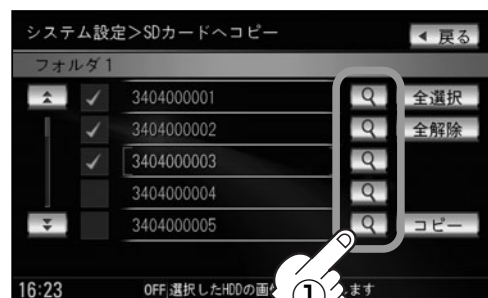 システム設定>SDカードへコピー
◀ 戻る
フォルダ1
3404000001
全選択
3404000002
全解除
3404000003
3404000004
3404000005
コピー
16:23
OFF 選択したHDDの画
ます
①